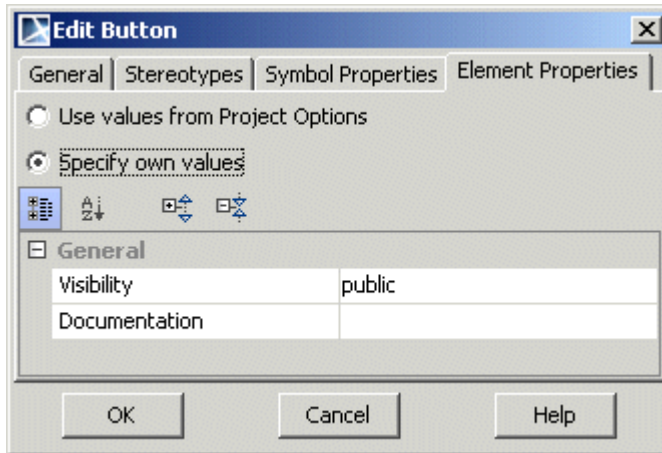 Edit Button
General Stereotypes Symbol Properties Element Properties
Use values from Project Options
Specify own values
General
Visibility public
Documentation
OK Cancel Help